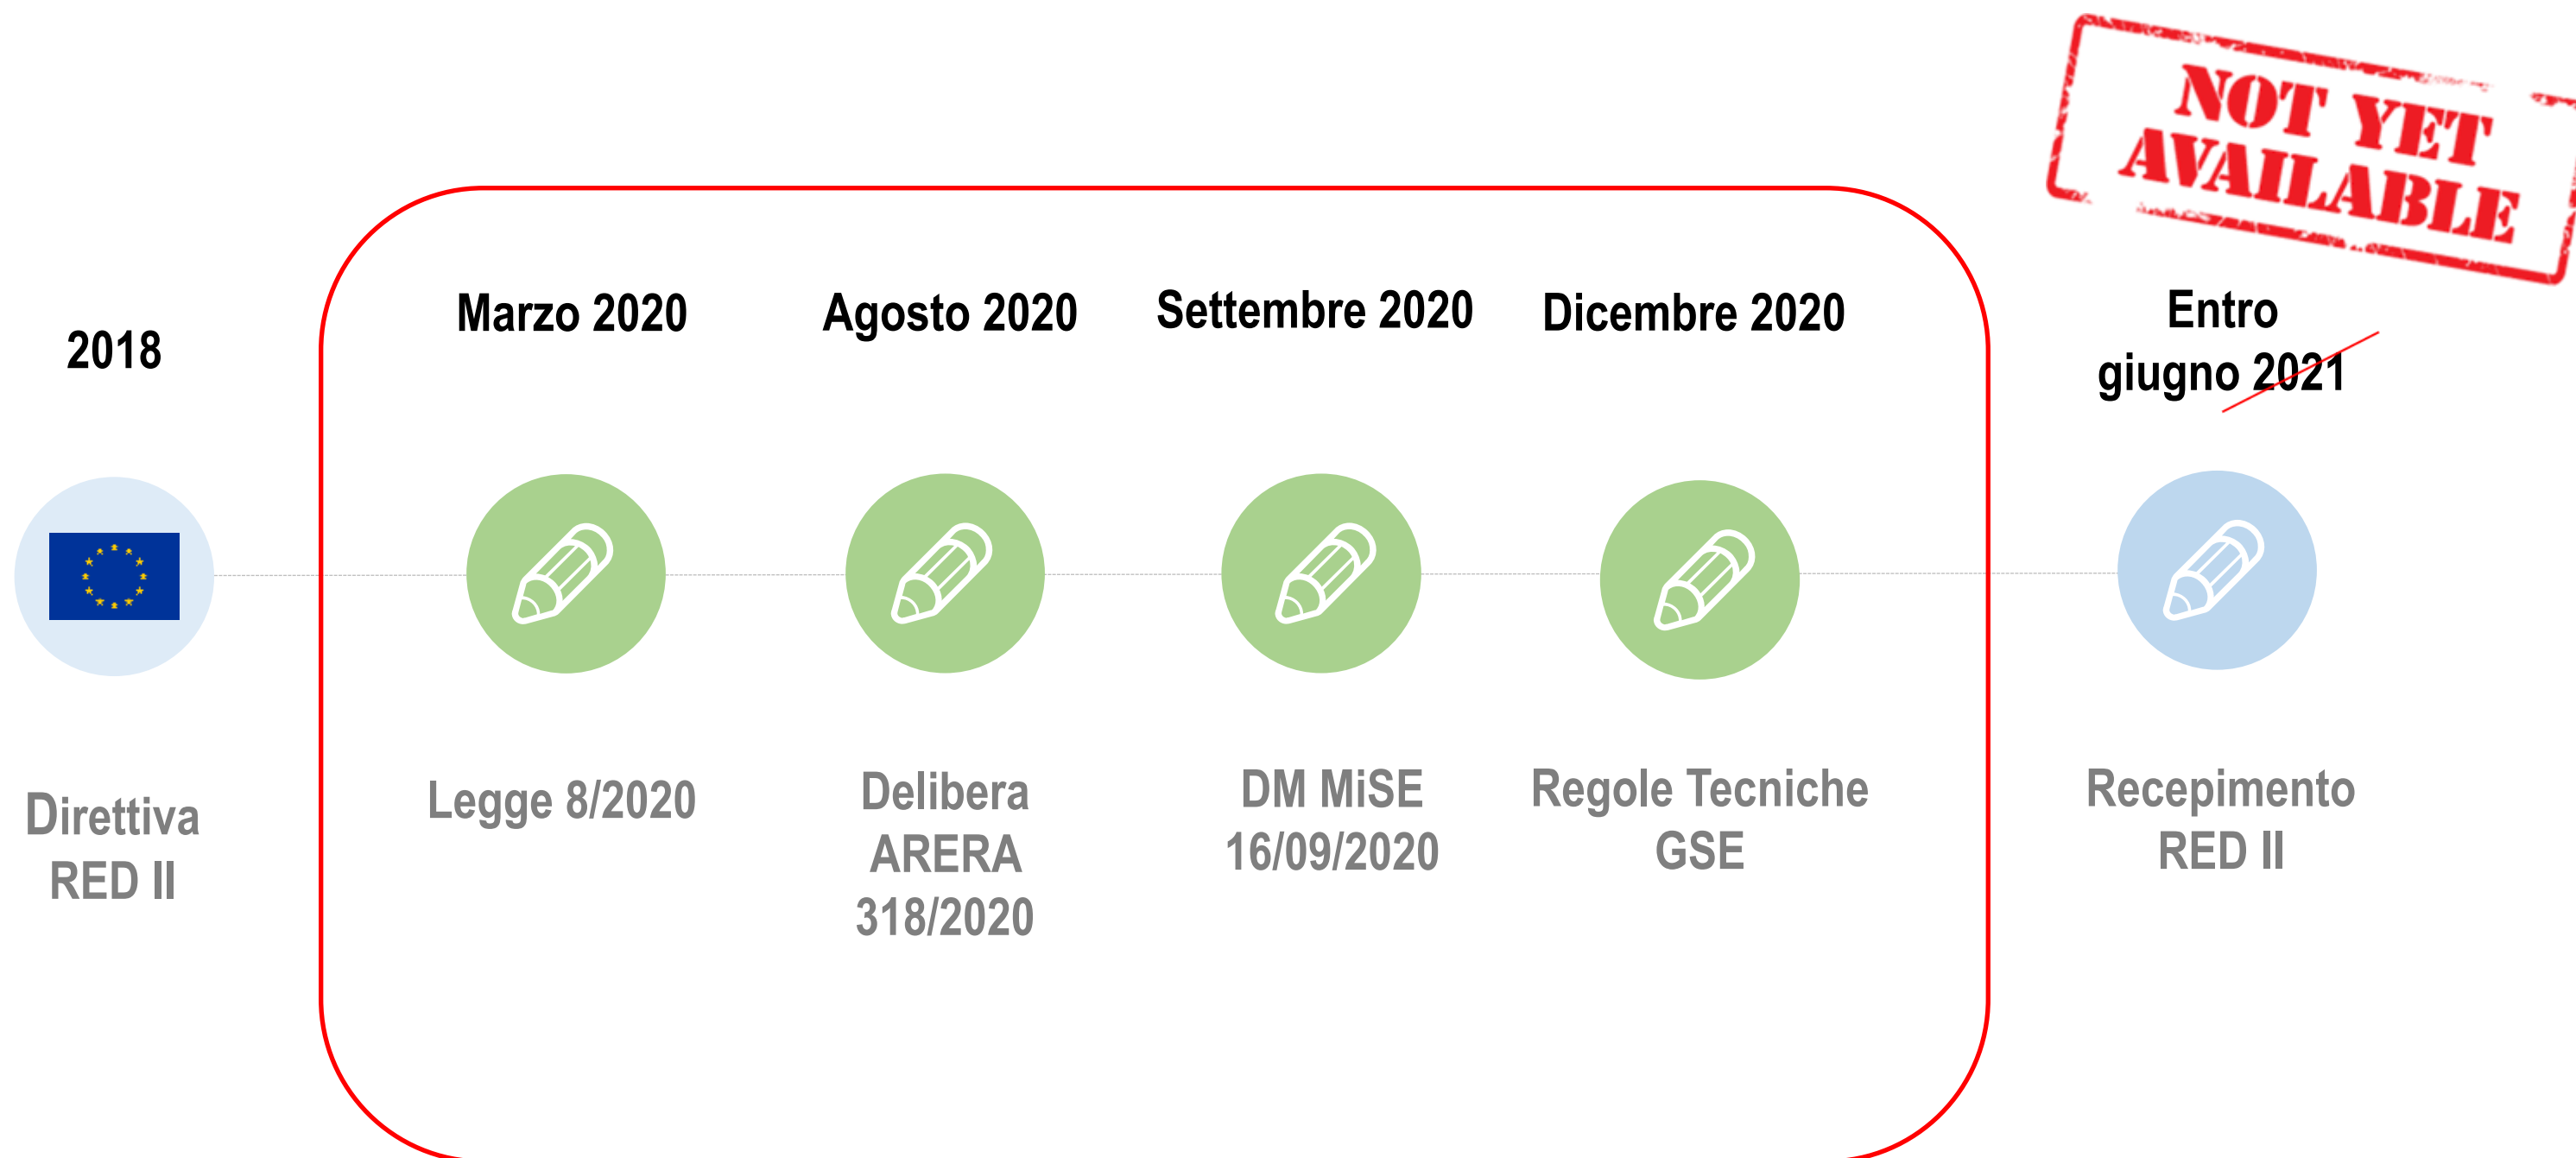 NOT YET
AVAILABLE
2018
Marzo 2020
Agosto 2020
Settembre 2020
Dicembre 2020
Entro
giugno 2021
Direttiva
RED II
Legge 8/2020
Delibera
ARERA
318/2020
DM MiSE
16/09/2020
Regole Tecniche
GSE
Recepimento
RED II